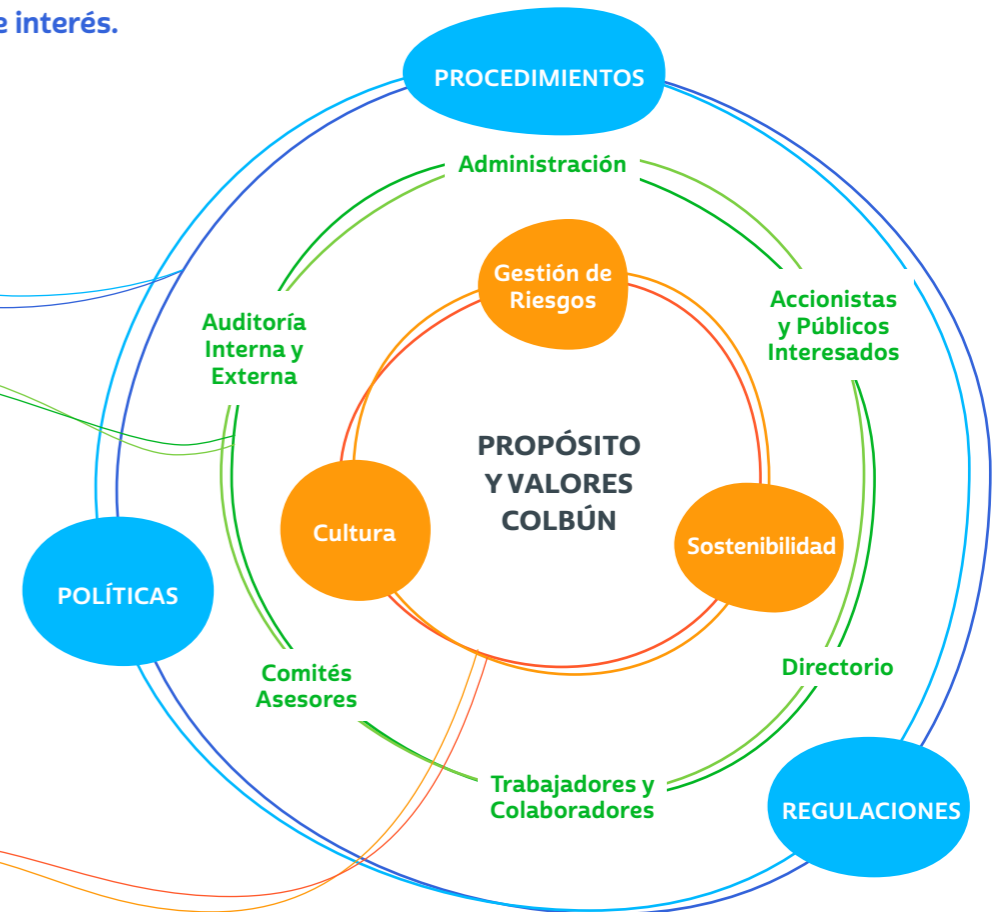 e interés.
PROCEDIMIENTOS
Administración
Gestión de
Riesgos
Accionistas
y Públicos
Interesados
Auditoría
Interna y
Externa
PROPÓSITO
Y VALORES
COLBÚN
Cultura
Sostenibilidad
POLÍTICAS
Comités
Asesores
Directorio
Trabajadores y
Colaboradores
REGULACIONES